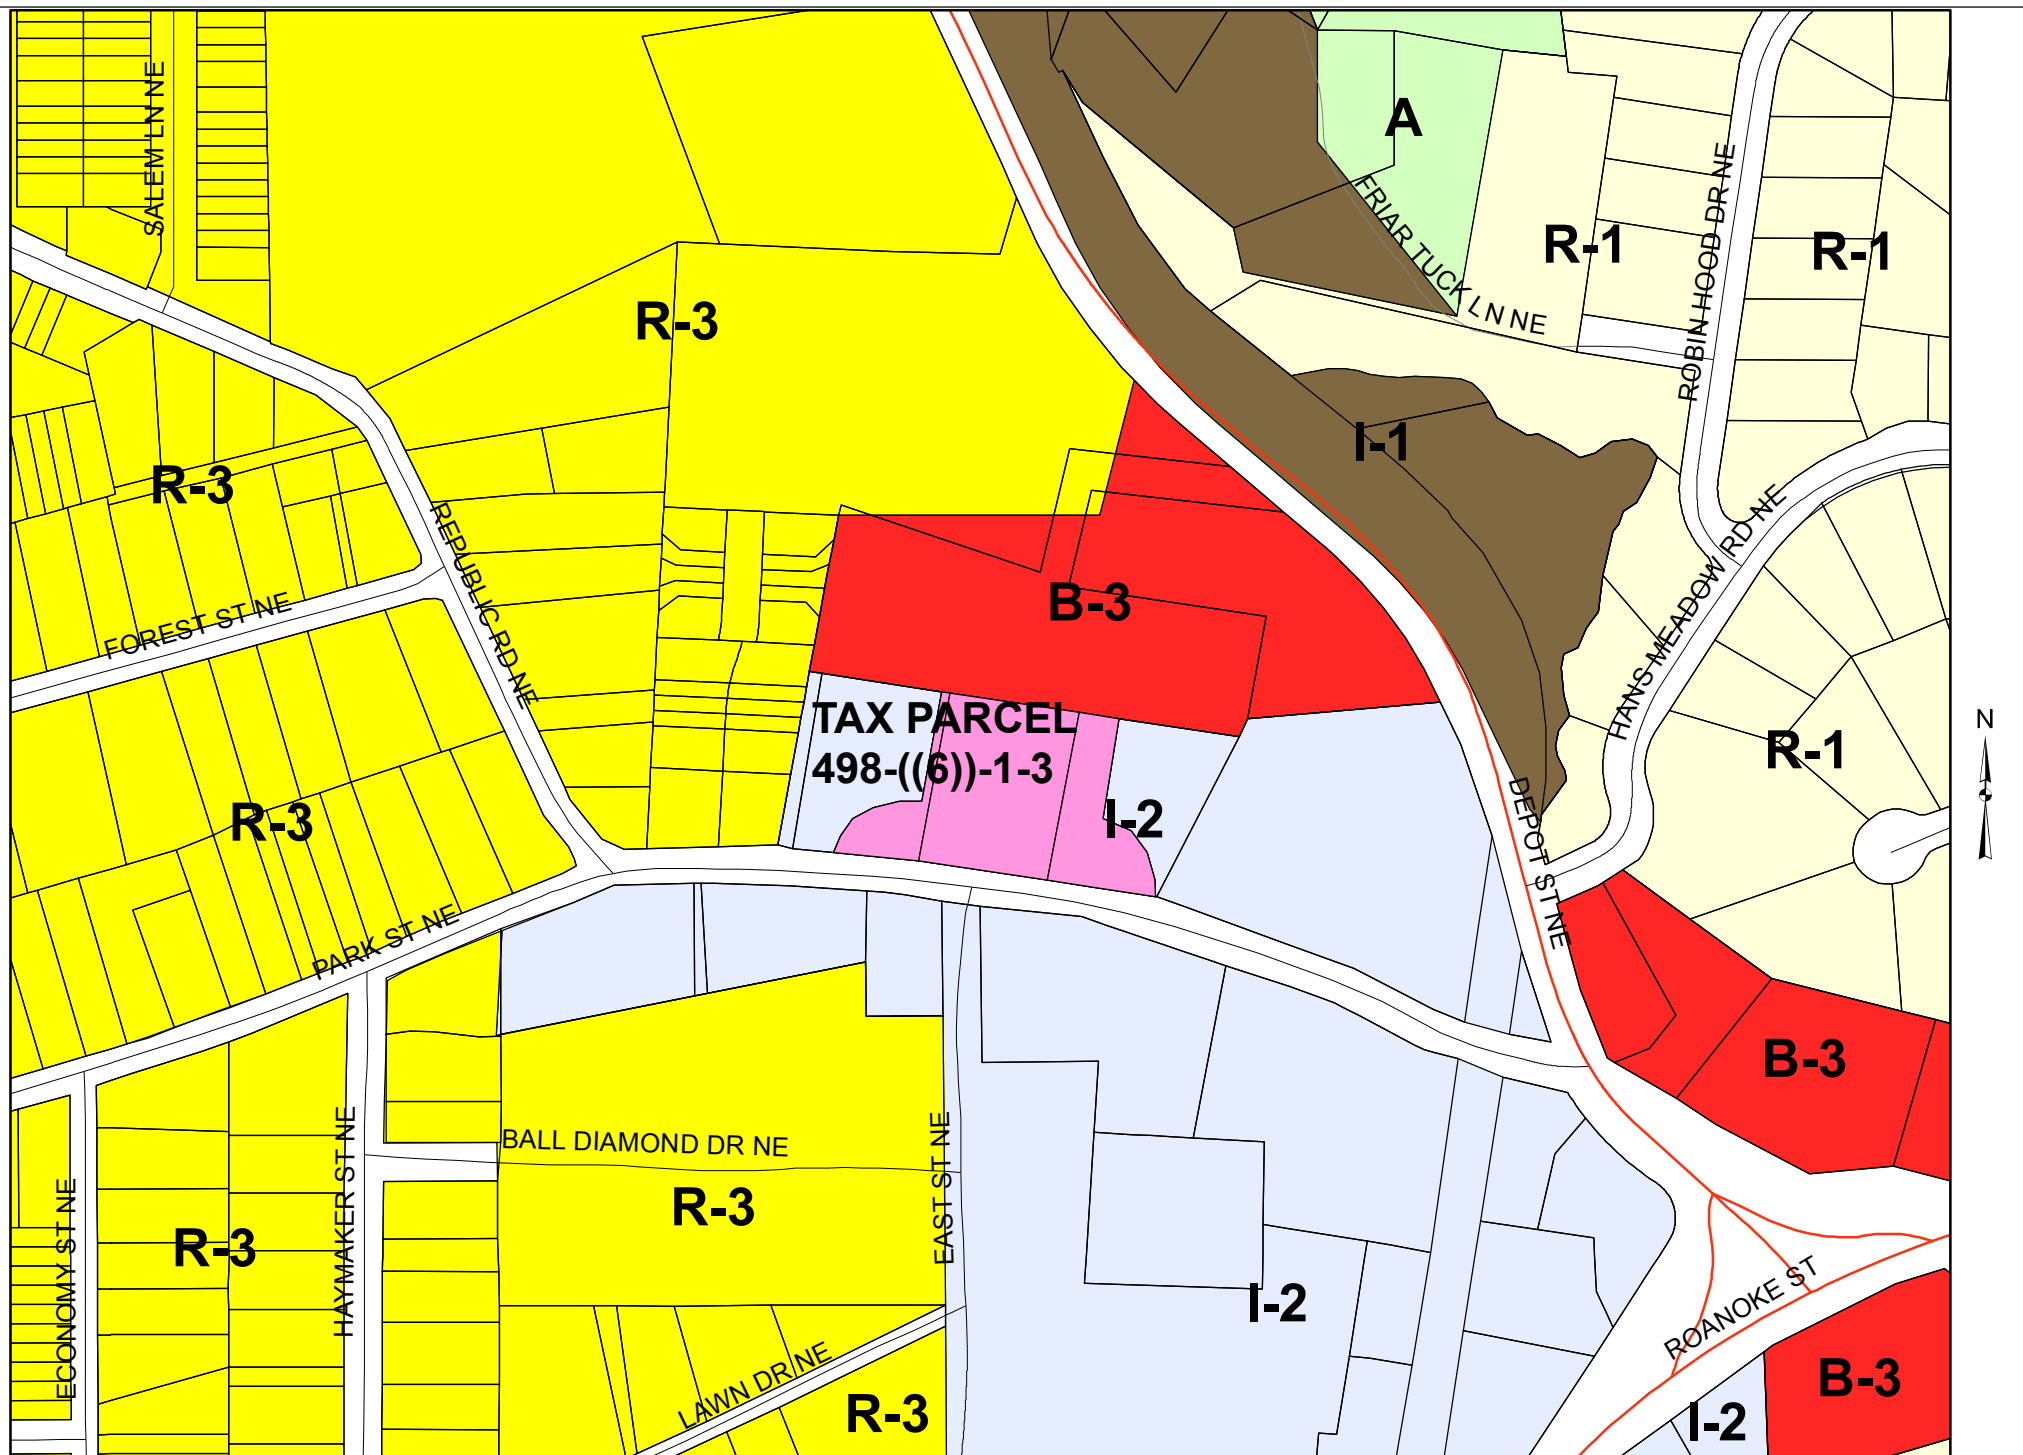 SALEM LN NE
A
FRIAR TUCK LN NE
R-1
R-1
ROBIN HOOD DR NE
R-3
I-1
R-3
REPUBLIC RD NE
HANS MEADOW RD NE
B-3
FOREST ST NE
TAX PARCEL
498-((6))-1-3
N
R-1
R-3
I-2
DEPOT ST NE
PARK ST NE
B-3
BALL DIAMOND DR NE
EAST ST NE
HAYMAKER ST NE
ECONOMY ST NE
R-3
R-3
I-2
ROANOKE ST
LAWN DR NE
B-3
R-3
I-2